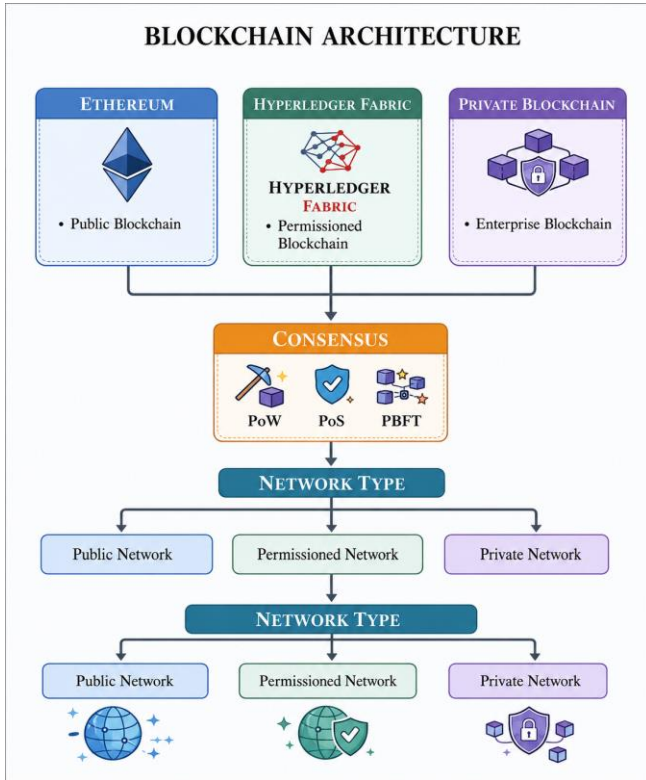 BLOCKCHAIN ARCHITECTURE
ETHEREUM
• Public Blockchain
HYPERLEDGER FABRIC
HYPERLEDGER
FABRIC
• Permissioned
Blockchain
PRIVATE BLOCKCHAIN
• Enterprise Blockchain
CONSENSUS
PoW
PoS
PBFT
NETWORK TYPE
Public Network
Permissioned Network
Private Network
NETWORK TYPE
Public Network
Permissioned Network
Private Network